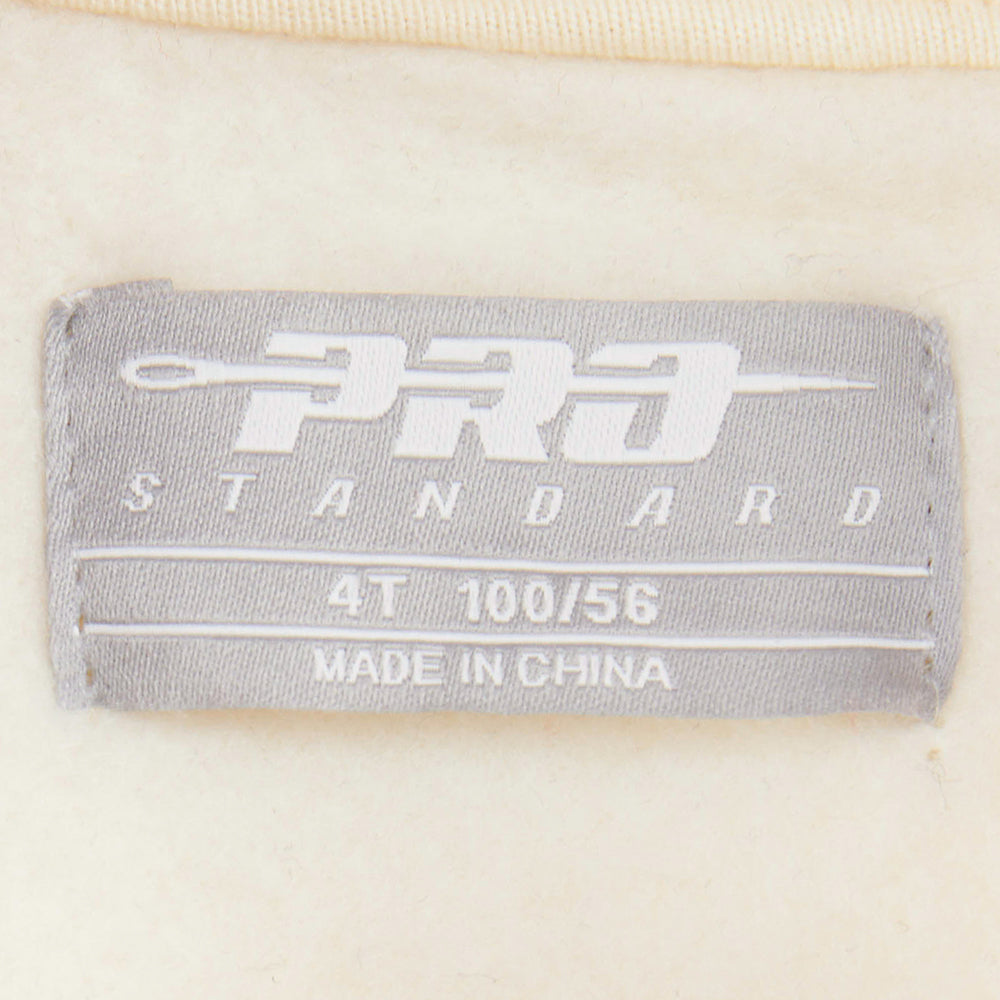 PRO
STANDARD
4T 100/56
MADE IN CHINA